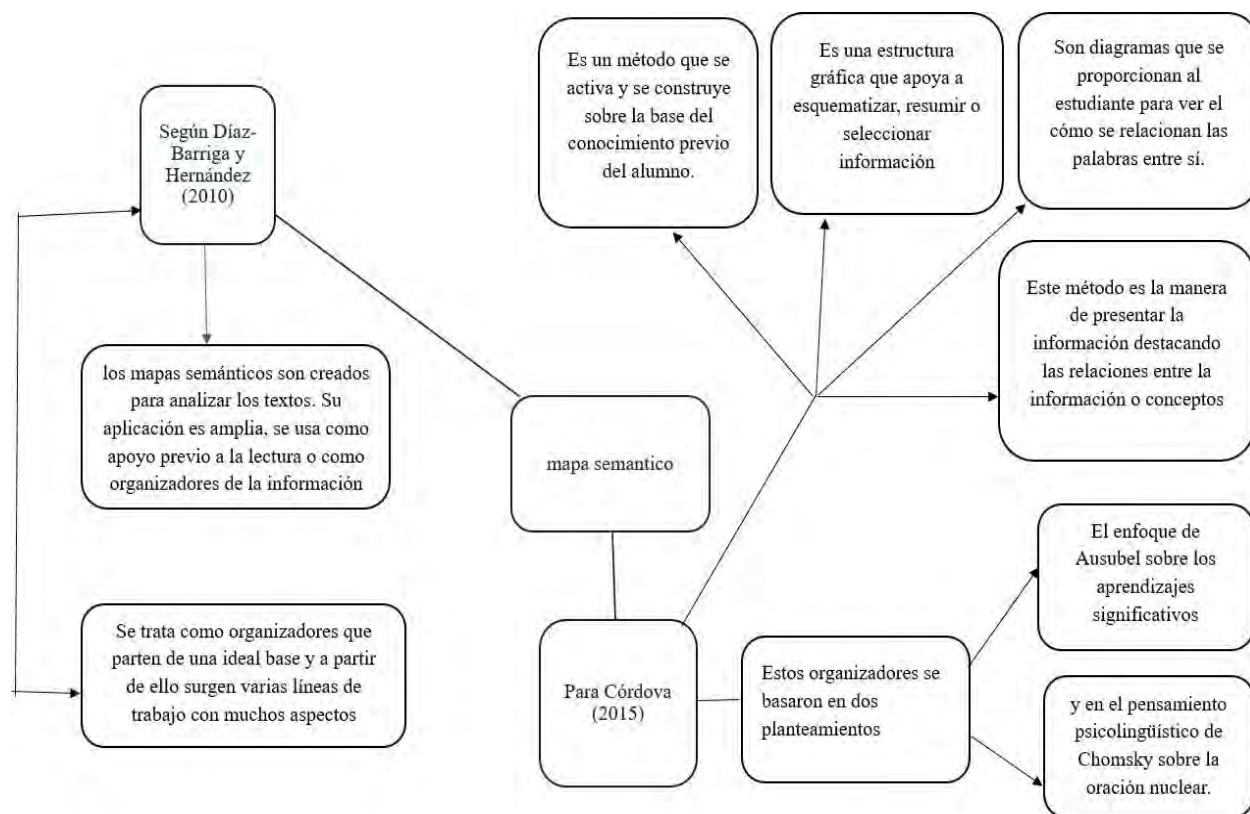 Según Díaz-
Barriga y
Hernández
(2010)
los mapas semánticos son creados
para analizar los textos. Su
aplicación es amplia, se usa como
apoyo previo a la lectura o como
organizadores de la información
Se trata como organizadores que
parten de una ideal base y a partir
de ello surgen varias líneas de
trabajo con muchos aspectos
mapa semantico
Para Córdova
(2015)
Es un método que se
activa y se construye
sobre la base del
conocimiento previo
del alumno.
Es una estructura
gráfica que apoya a
esquematizar, resumir o
seleccionar
información
Son diagramas que se
proporcionan al
estudiante para ver el
cómo se relacionan las
palabras entre sí.
Este método es la manera
de presentar la
información destacando
las relaciones entre la
información o conceptos
Estos organizadores se
basaron en dos
planteamientos
El enfoque de
Ausubel sobre los
aprendizajes
significativos
y en el pensamiento
psicolingüístico de
Chomsky sobre la
oración nuclear.